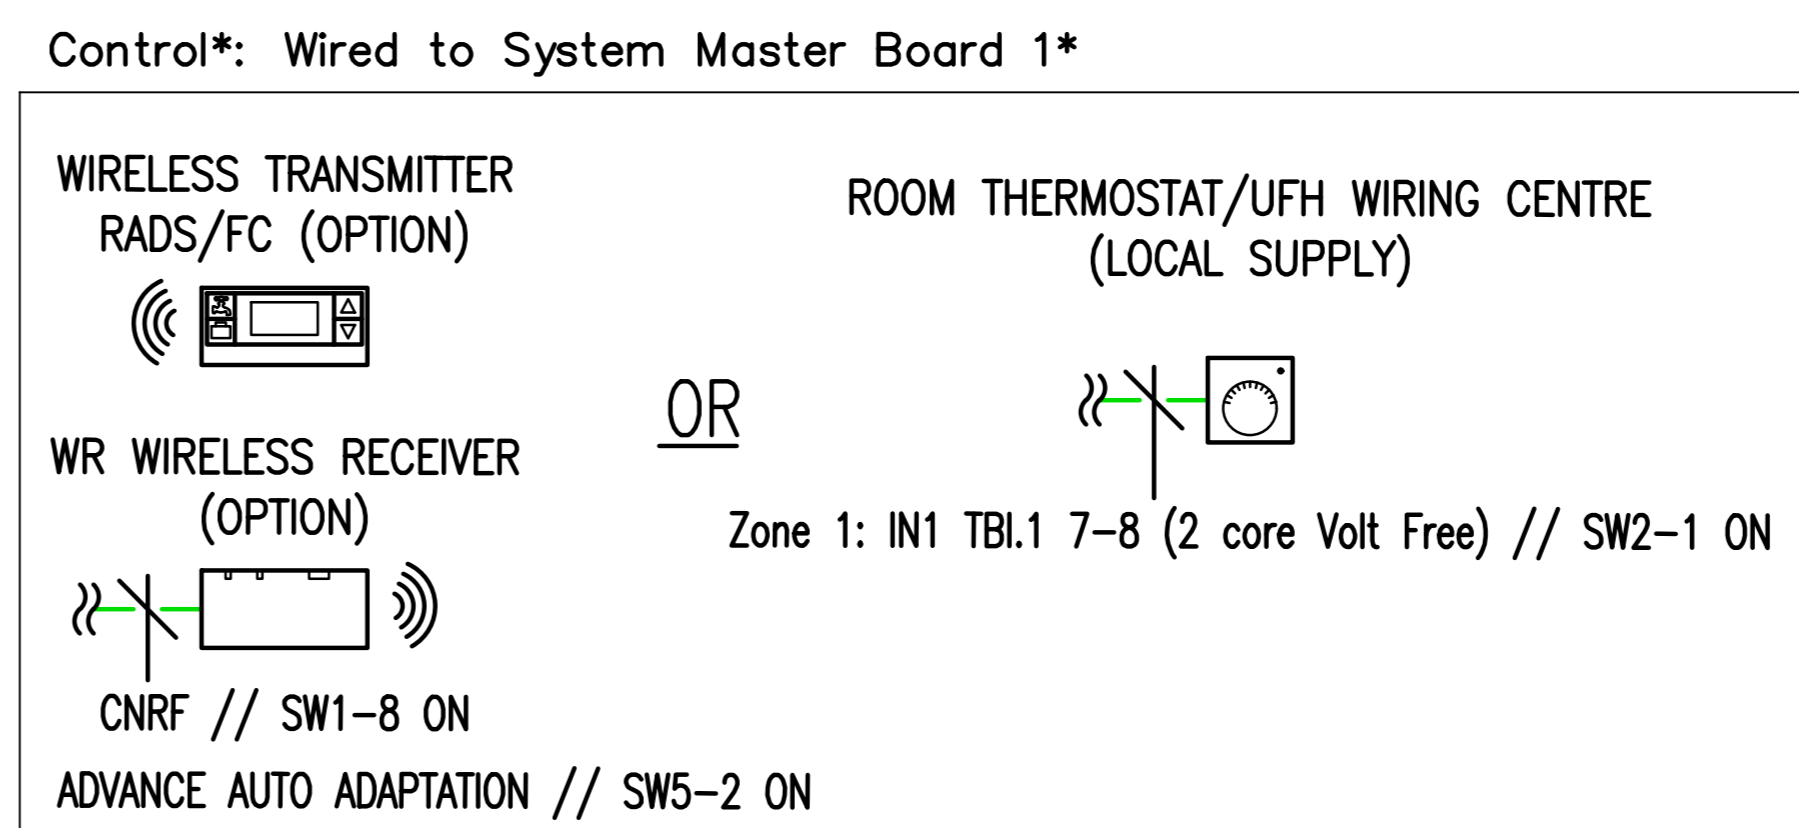 Control*: Wired to System Master Board 1*
WIRELESS TRANSMITTER
RADS/FC (OPTION)
WR WIRELESS RECEIVER
(OPTION)
CNRF // SW1-8 ON
ADVANCE AUTO ADAPTATION // SW5-2 ON
OR
ROOM THERMOSTAT/UFH WIRING CENTRE
(LOCAL SUPPLY)
Zone 1: IN1 TBI.1 7-8 (2 core Volt Free) // SW2-1 ON